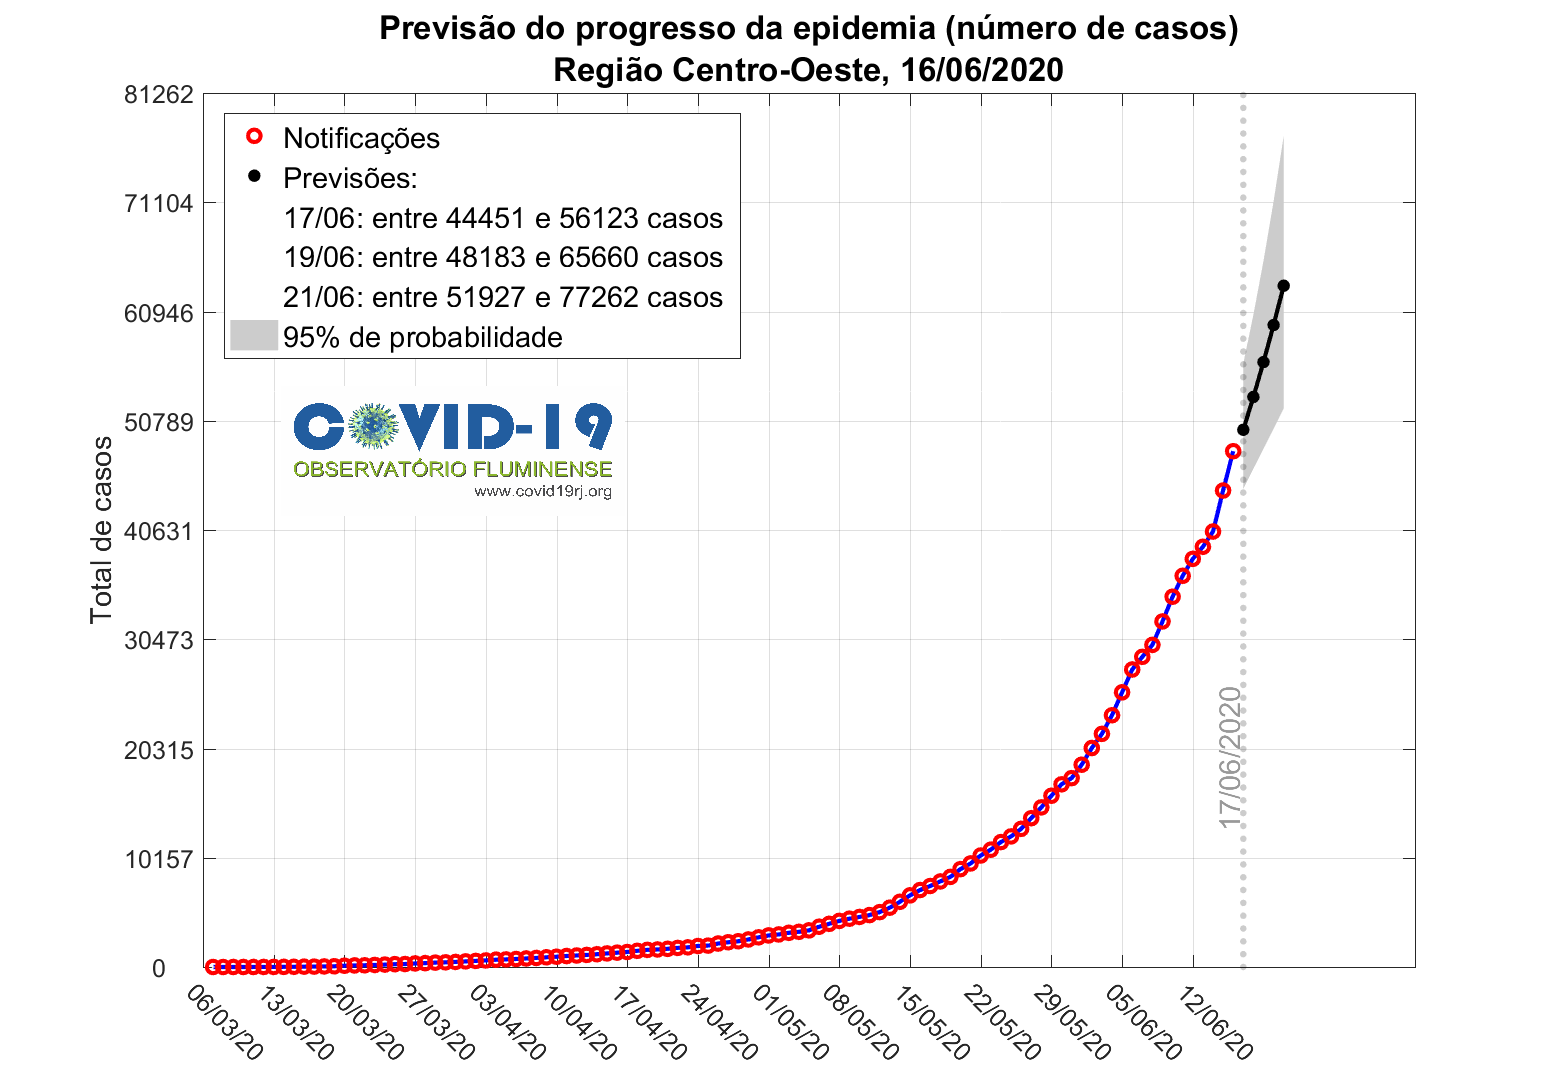 Previsão do progresso da epidemia (número de casos)
Região Centro-Oeste, 16/06/2020
81262
71104
60946
50789
40631
30473
20315
10157
0
Total de casos
Notificações
Previsões:
17/06: entre 44451 e 56123 casos
19/06: entre 48183 e 65660 casos
21/06: entre 51927 e 77262 casos
95% de probabilidade
COVID-19
OBSERVATÓRIO FLUMINENSE
www.covid19rj.org
17/06/2020
06/03/20
13/03/20
20/03/20
27/03/20
03/04/20
10/04/20
17/04/20
24/04/20
01/05/20
08/05/20
15/05/20
22/05/20
29/05/20
05/06/20
12/06/20